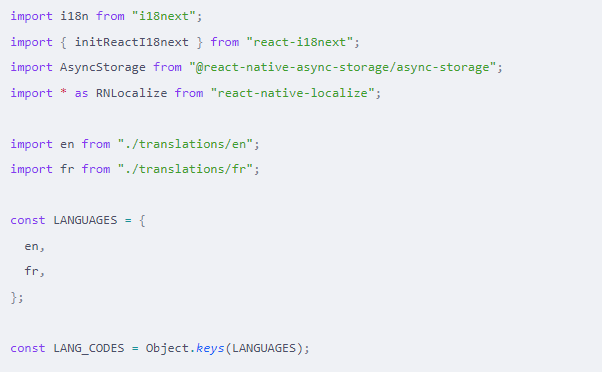 import i18n from "i18next";
import { initReactI18next } from "react-i18next";
import AsyncStorage from "@react-native-async-storage/async-storage";
import * as RNLocalize from "react-native-localize";
import en from "./translations/en";
import fr from "./translations/fr";
const LANGUAGES = {
  en,
  fr,
};
const LANG_CODES = Object.keys(LANGUAGES);